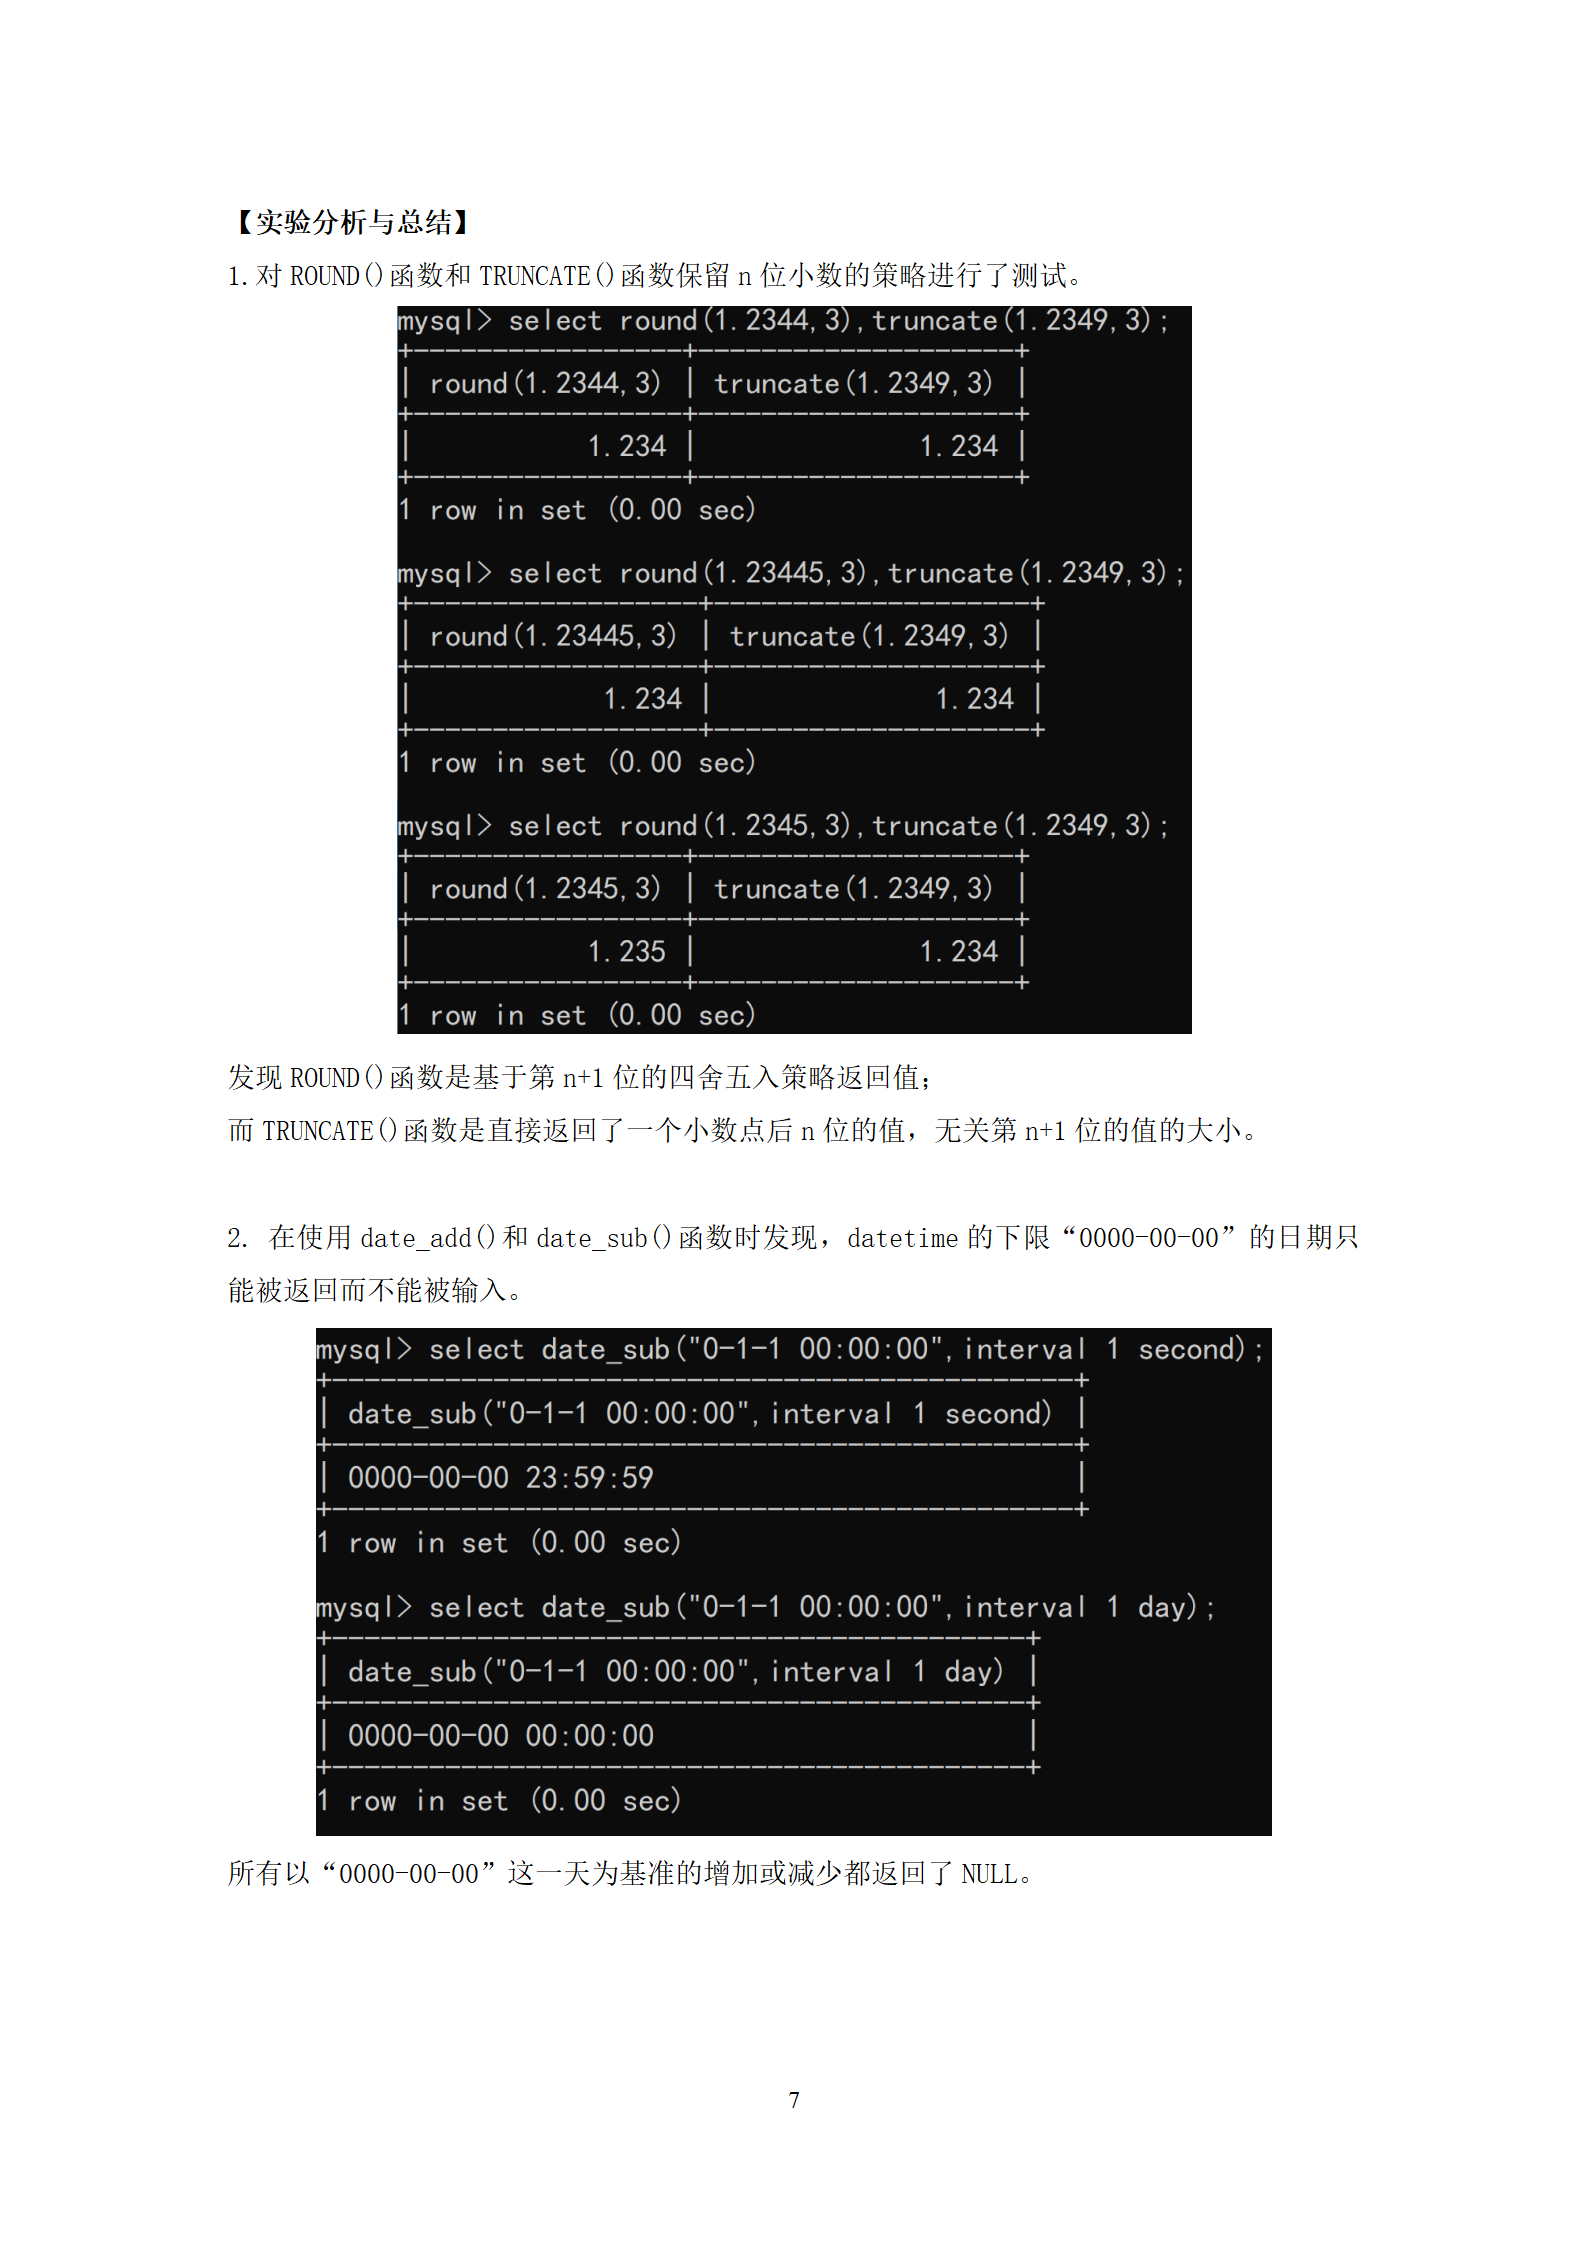 【实验分析与总结】
1.对 ROUND()函数和 TRUNCATE()函数保留 n 位小数的策略进行了测试。
mysql> select round(1.2344,3),truncate(1.2349,3);
+-----------------+--------------------+
| round(1.2344,3) | truncate(1.2349,3) |
+-----------------+--------------------+
|           1.234 |              1.234 |
+-----------------+--------------------+
1 row in set (0.00 sec)
mysql> select round(1.23445,3),truncate(1.2349,3);
+------------------+--------------------+
| round(1.23445,3) | truncate(1.2349,3) |
+------------------+--------------------+
|            1.234 |              1.234 |
+------------------+--------------------+
1 row in set (0.00 sec)
mysql> select round(1.2345,3),truncate(1.2349,3);
+-----------------+--------------------+
| round(1.2345,3) | truncate(1.2349,3) |
+-----------------+--------------------+
|           1.235 |              1.234 |
+-----------------+--------------------+
1 row in set (0.00 sec)
发现 ROUND()函数是基于第 n+1 位的四舍五入策略返回值；
而 TRUNCATE()函数是直接返回了一个小数点后 n 位的值，无关第 n+1 位的值的大小。
2. 在使用 date_add()和 date_sub()函数时发现，datetime 的下限“0000-00-00”的日期只
能被返回而不能被输入。
mysql> select date_sub("0-1-1 00:00:00",interval 1 second);
+----------------------------------------------+
| date_sub("0-1-1 00:00:00",interval 1 second) |
+----------------------------------------------+
| 0000-00-00 23:59:59                          |
+----------------------------------------------+
1 row in set (0.00 sec)
mysql> select date_sub("0-1-1 00:00:00",interval 1 day);
+-------------------------------------------+
| date_sub("0-1-1 00:00:00",interval 1 day) |
+-------------------------------------------+
| 0000-00-00 00:00:00                       |
+-------------------------------------------+
1 row in set (0.00 sec)
所有以“0000-00-00”这一天为基准的增加或减少都返回了 NULL。
7